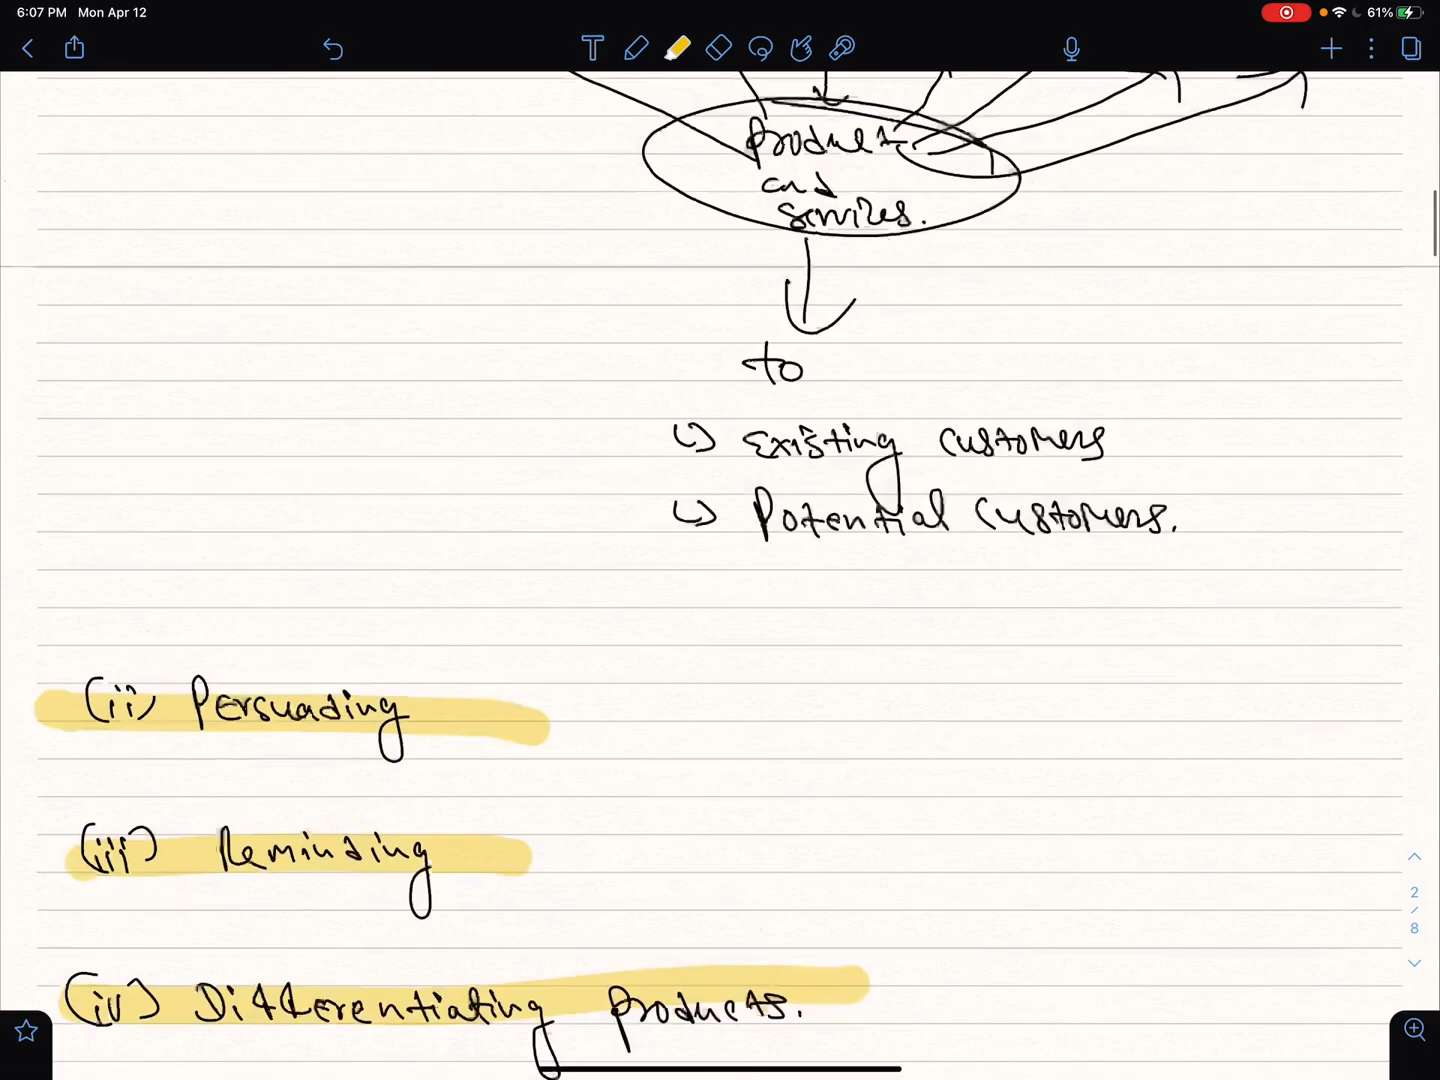 6:07 PM Mon Apr 12
61%
Product
and
services.
to
↳ Existing customers
↳ Potential customers.
(ii) Persuading
(iii) Reminding
2
/
8
(iv) Differentiating products.